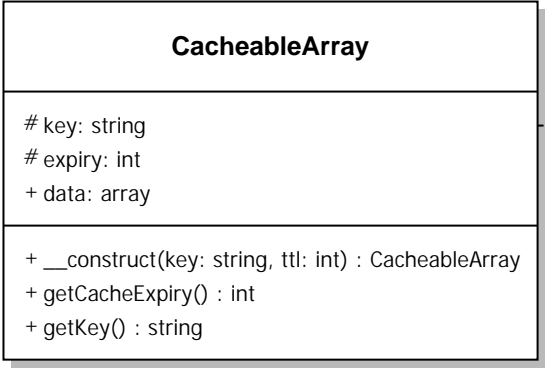 CacheableArray
# key: string
# expiry: int
+ data: array
+ __construct(key: string, ttl: int) : CacheableArray
+ getCacheExpiry() : int
+ getKey() : string